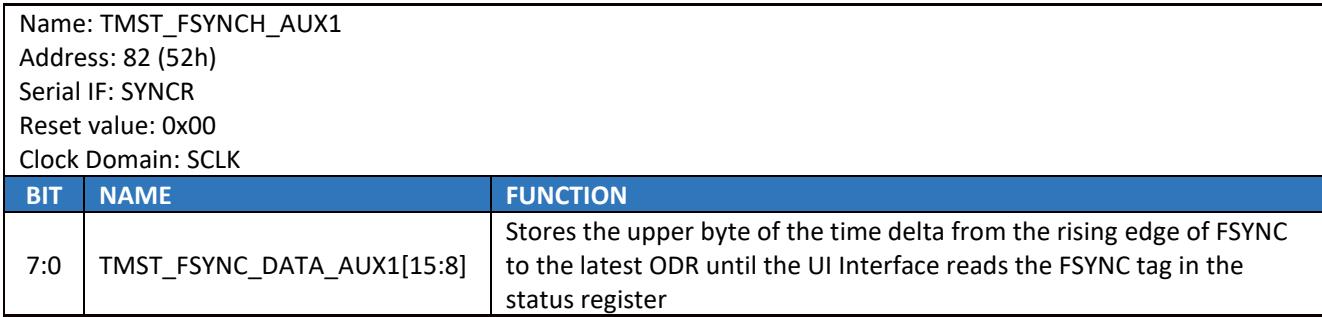 Name: TMST_FSYNCH_AUX1
Address: 82 (52h)
Serial IF: SYNCR
Reset value: 0x00
Clock Domain: SCLK
BIT NAME FUNCTION
7:0 TMST_FSYNC_DATA_AUX1[15:8] Stores the upper byte of the time delta from the rising edge of FSYNC
to the latest ODR until the UI Interface reads the FSYNC tag in the
status register